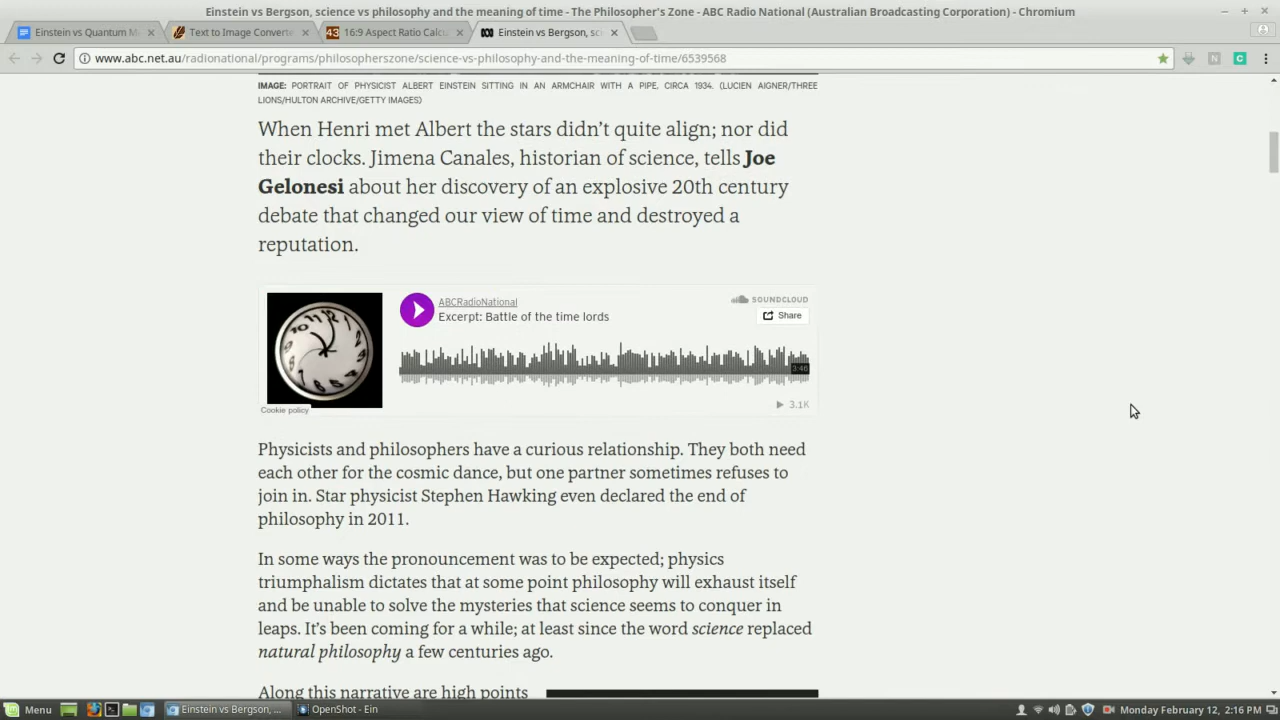 Einstein vs Bergson, science vs philosophy and the meaning of time - The Philosopher's Zone - ABC Radio National (Australian Broadcasting Corporation) - Chromium
Einstein vs Quantum M
Text to Image Converte
43 16:9 Aspect Ratio Calcu
Einstein vs Bergson, sc
www.abc.net.au/radionational/programs/philosopherszone/science-vs-philosophy-and-the-meaning-of-time/6539568
IMAGE: PORTRAIT OF PHYSICIST ALBERT EINSTEIN SITTING IN AN ARMCHAIR WITH A PIPE, CIRCA 1934. (LUCIEN AIGNER/THREE
LIONS/HULTON ARCHIVE/GETTY IMAGES)
When Henri met Albert the stars didn't quite align; nor did
their clocks. Jimena Canales, historian of science, tells Joe
Gelonesi about her discovery of an explosive 20th century
debate that changed our view of time and destroyed a
reputation.
ABCRadioNational
Excerpt: Battle of the time lords
SOUNDCLOUD
Share
3:46
3.1K
Cookie policy
Physicists and philosophers have a curious relationship. They both need
each other for the cosmic dance, but one partner sometimes refuses to
join in. Star physicist Stephen Hawking even declared the end of
philosophy in 2011.
In some ways the pronouncement was to be expected; physics
triumphalism dictates that at some point philosophy will exhaust itself
and be unable to solve the mysteries that science seems to conquer in
leaps. It's been coming for a while; at least since the word science replaced
natural philosophy a few centuries ago.
Along this narrative are high points
Menu
Einstein vs Bergson, ...
OpenShot - Ein
Monday February 12, 2:16 PM